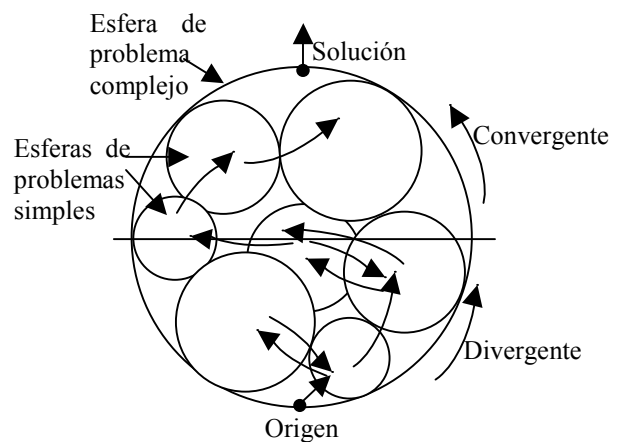 Esfera de
problema
complejo
Solución
Convergente
Esferas de
problemas
simples
Divergente
Origen